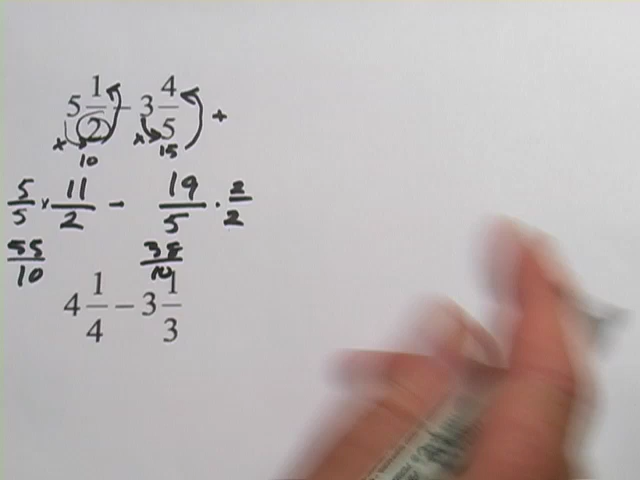 5 1/2 - 3 4/5 +
x 10 x 15
5/5 x 11/2 - 19/5 · 2/2
55/10 38/10
4 1/4 - 3 1/3